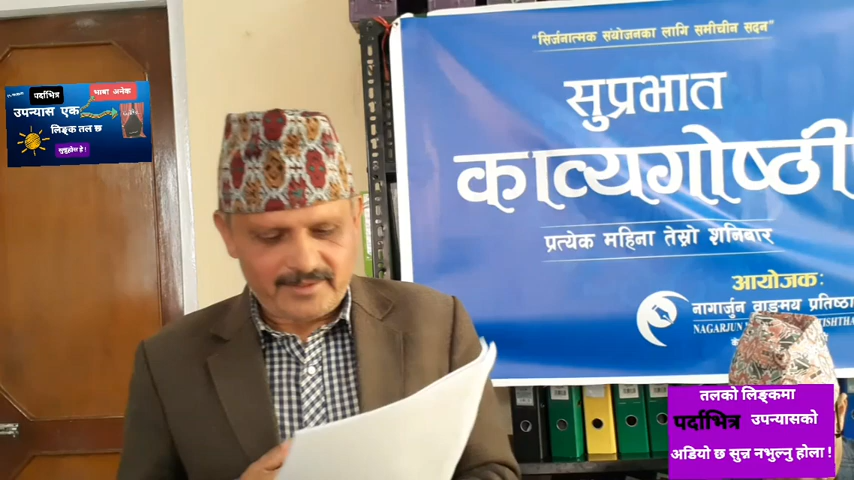 "सिर्जनात्मक संयोजनका लागि समीचीन सदन"
सुप्रभात
काव्यगोष्ठी
प्रत्येक महिना तेस्रो शनिबार
आयोजक:
नागार्जुन वाङमय प्रतिष्ठा
NAGARJUN
पर्दाभित्र
भाषा अनेक
उपन्यास एक
लिङ्क तल छ
तलको लिङ्कमा
पर्दाभित्र उपन्यासको
अडियो छ सुन्न नभुल्नु होला !